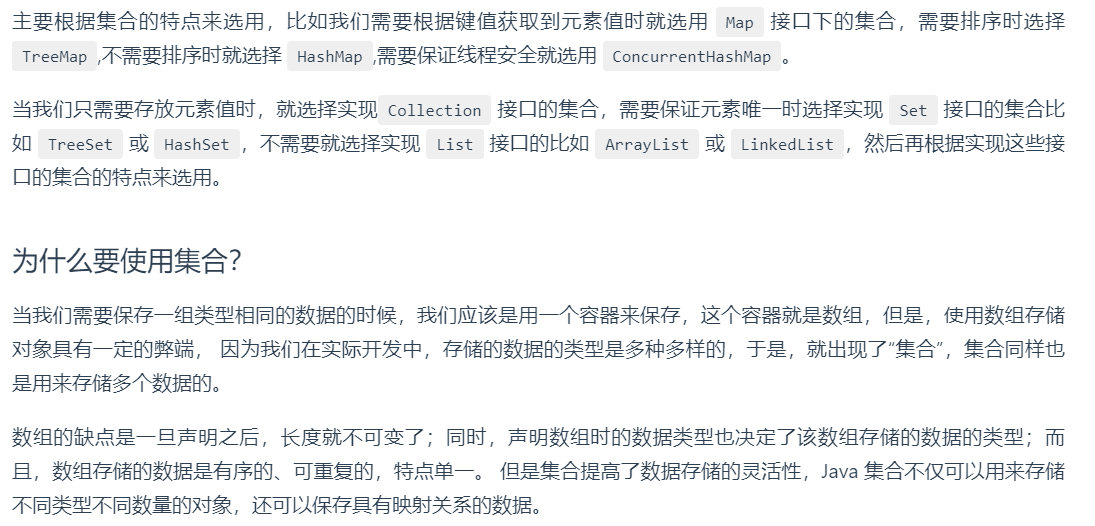 主要根据集合的特点来选用，比如我们需要根据键值获取到元素值时就选用 Map 接口下的集合，需要排序时选择
TreeMap ,不需要排序时就选择 HashMap ,需要保证线程安全就选用 ConcurrentHashMap 。
当我们只需要存放元素值时，就选择实现 Collection 接口的集合，需要保证元素唯一时选择实现 Set 接口的集合比
如 TreeSet 或 HashSet ，不需要就选择实现 List 接口的比如 ArrayList 或 LinkedList ，然后再根据实现这些接
口的集合的特点来选用。
为什么要使用集合？
当我们需要保存一组类型相同的数据的时候，我们应该是用一个容器来保存，这个容器就是数组，但是，使用数组存储
对象具有一定的弊端， 因为我们在实际开发中，存储的数据的类型是多种多样的，于是，就出现了“集合”，集合同样也
是用来存储多个数据的。
数组的缺点是一旦声明之后，长度就不可变了；同时，声明数组时的数据类型也决定了该数组存储的数据的类型；而
且，数组存储的数据是有序的、可重复的，特点单一。 但是集合提高了数据存储的灵活性，Java 集合不仅可以用来存储
不同类型不同数量的对象，还可以保存具有映射关系的数据。